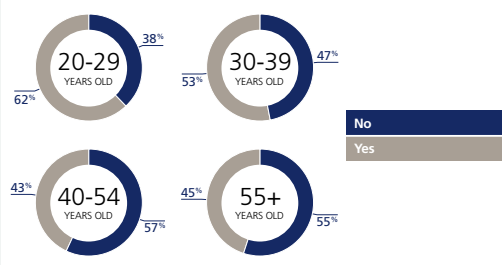 20-29
YEARS OLD
38%
62%
30-39
YEARS OLD
47%
53%
No
Yes
40-54
YEARS OLD
43%
57%
55+
YEARS OLD
45%
55%